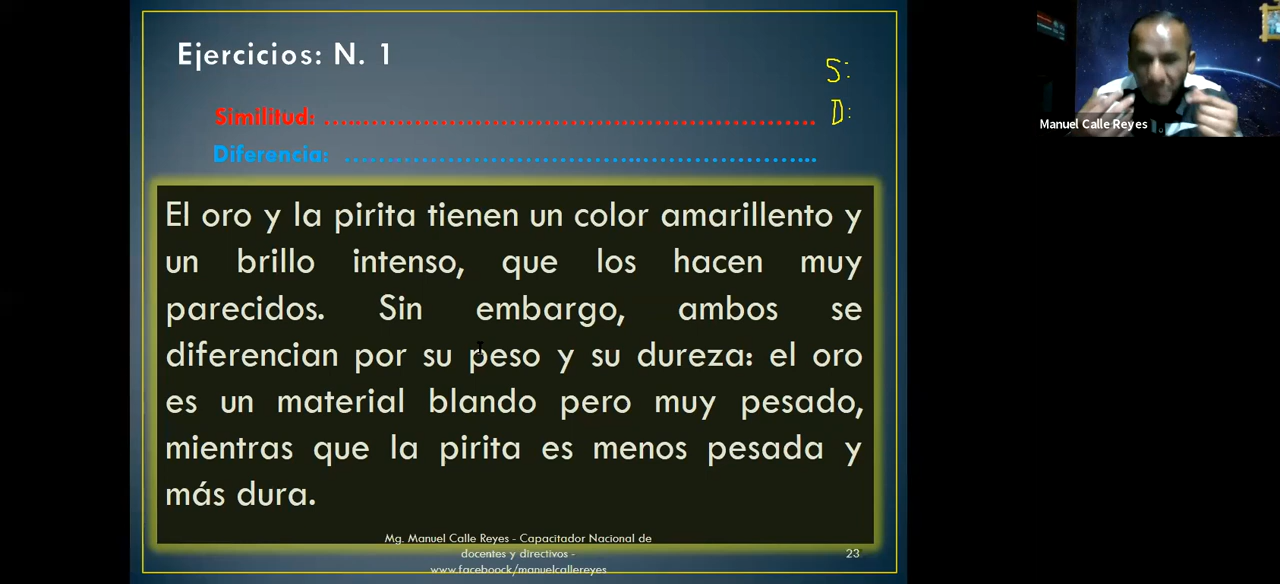 Ejercicios: N. 1
S:
Similitud: ……………………………………………………
D:
Diferencia: ………………………………………………...
El oro y la pirita tienen un color amarillento y
un brillo intenso, que los hacen muy
parecidos. Sin embargo, ambos se
diferencian por su peso y su dureza: el oro
es un material blando pero muy pesado,
mientras que la pirita es menos pesada y
más dura.
Mg. Manuel Calle Reyes - Capacitador Nacional de
docentes y directivos -
www.faceboock/manuelcallereyes
23
Manuel Calle Reyes